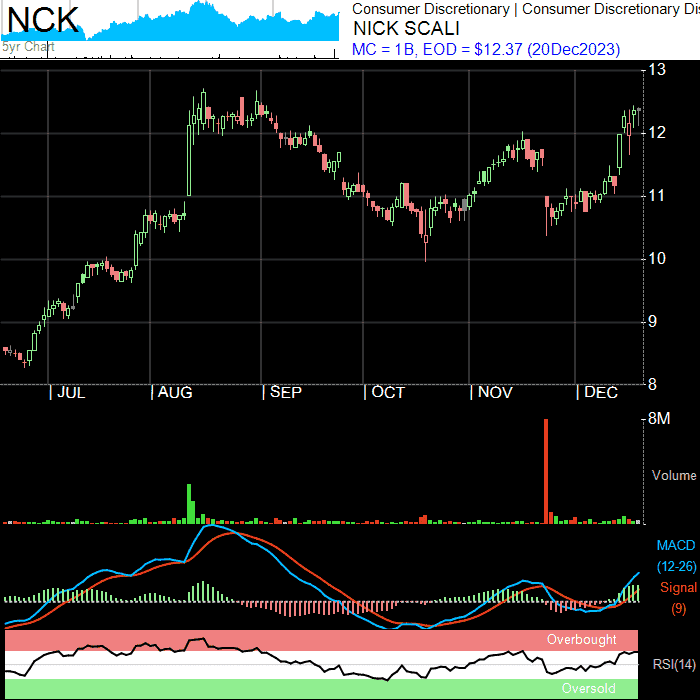 NCK
5yr Chart
Consumer Discretionary | Consumer Discretionary Dis
NICK SCALI
MC = 1B, EOD = $12.37 (20Dec2023)
13
12
11
10
9
8
| JUL | AUG | SEP | OCT | NOV | DEC
8M
Volume
MACD
(12-26)
Signal
(9)
Overbought
RSI(14)
Oversold